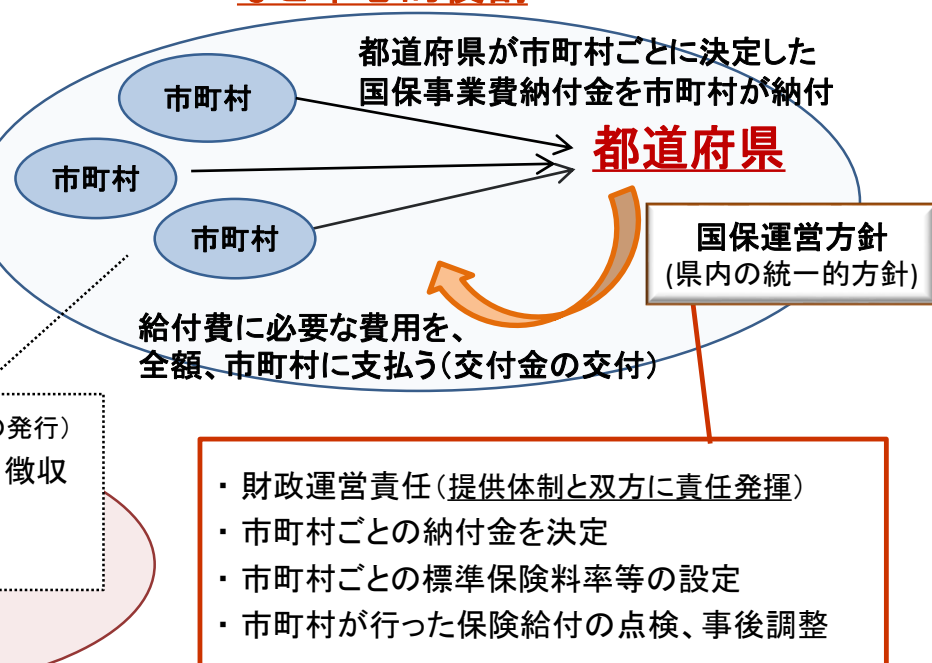 都道府県が市町村ごとに決定した
国保事業費納付金を市町村が納付
市町村
都道府県
市町村
市町村
国保運営方針
(県内の統一的方針)
給付費に必要な費用を、
全額、市町村に支払う(交付金の交付)
の発行)
徴収
・ 財政運営責任(提供体制と双方に責任発揮)
・ 市町村ごとの納付金を決定
・ 市町村ごとの標準保険料率等の設定
・ 市町村が行った保険給付の点検、事後調整